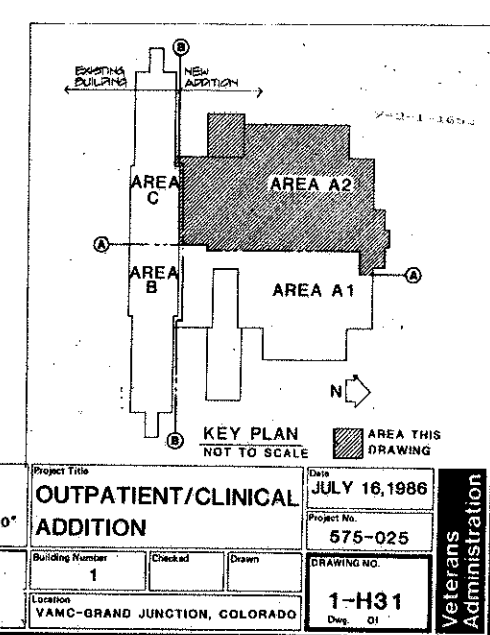 B
EXISTING BUILDING
NEW ADDITION
AREA C
AREA A2
A
A
AREA B
AREA A1
N
B
KEY PLAN
NOT TO SCALE
AREA THIS DRAWING
Project Title
OUTPATIENT/CLINICAL
ADDITION
Date
JULY 16,1986
Project No.
575-025
0"
Building Number
1
Checked
Drawn
DRAWING NO.
1-H31
Dwg. Of
Location
VAMC-GRAND JUNCTION, COLORADO
Veterans
Administration